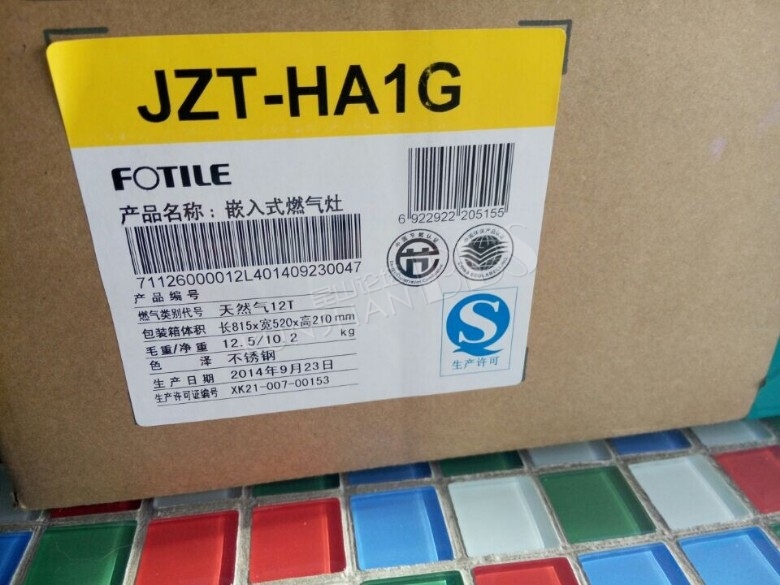 JZT-HA1G
FOTILE
产品名称：嵌入式燃气灶
6 922922 205155
71126000012L401409230047
产品编号
燃气类别代号 天然气12T
包装箱体积 长815x宽520x高210mm
毛重/净重 12.5/10.2 kg
色 泽 不锈钢
生产日期 2014年9月23日
生产许可证编号 XK21-007-00153
生产许可